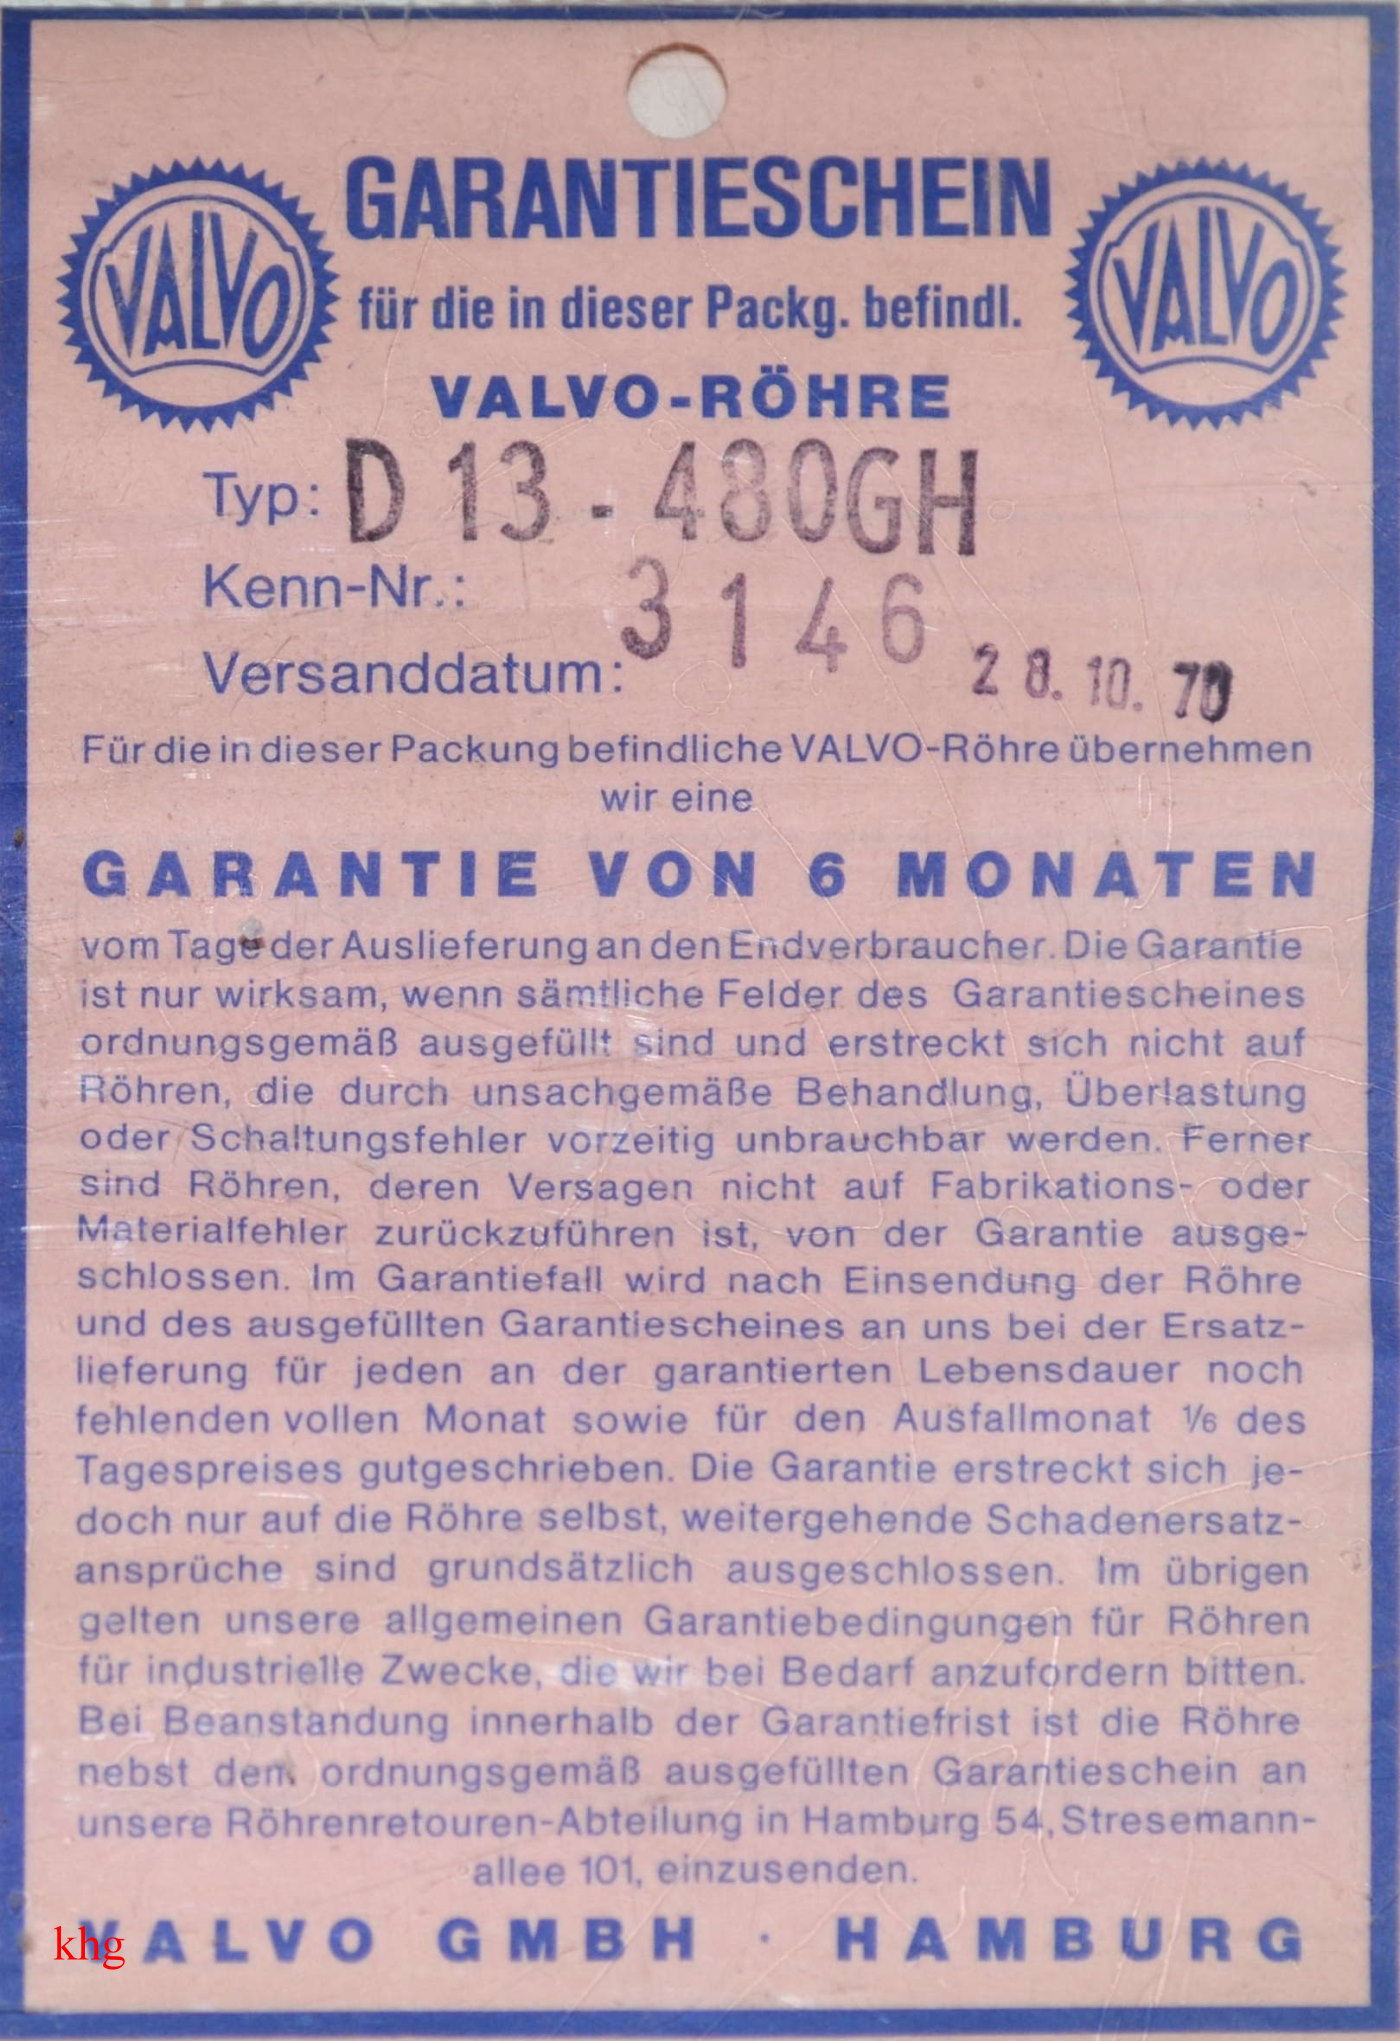 GARANTIESCHEIN
VALVO
VALVO
für die in dieser Packg. befindl.
VALVO-RÖHRE
Typ: D 13 - 480GH
Kenn-Nr.: 3146
Versanddatum: 28. 10. 70
Für die in dieser Packung befindliche VALVO-Röhre übernehmen
wir eine
GARANTIE VON 6 MONATEN
vom Tage der Auslieferung an den Endverbraucher. Die Garantie
ist nur wirksam, wenn sämtliche Felder des Garantiescheines
ordnungsgemäß ausgefüllt sind und erstreckt sich nicht auf
Röhren, die durch unsachgemäße Behandlung, Überlastung
oder Schaltungsfehler vorzeitig unbrauchbar werden. Ferner
sind Röhren, deren Versagen nicht auf Fabrikations- oder
Materialfehler zurückzuführen ist, von der Garantie ausge-
schlossen. Im Garantiefall wird nach Einsendung der Röhre
und des ausgefüllten Garantiescheines an uns bei der Ersatz-
lieferung für jeden an der garantierten Lebensdauer noch
fehlenden vollen Monat sowie für den Ausfallmonat ⅙ des
Tagespreises gutgeschrieben. Die Garantie erstreckt sich je-
doch nur auf die Röhre selbst, weitergehende Schadenersatz-
ansprüche sind grundsätzlich ausgeschlossen. Im übrigen
gelten unsere allgemeinen Garantiebedingungen für Röhren
für industrielle Zwecke, die wir bei Bedarf anzufordern bitten.
Bei Beanstandung innerhalb der Garantiefrist ist die Röhre
nebst dem ordnungsgemäß ausgefüllten Garantieschein an
unsere Röhrenretouren-Abteilung in Hamburg 54, Stresemann-
allee 101, einzusenden.
VALVO GMBH · HAMBURG
khg